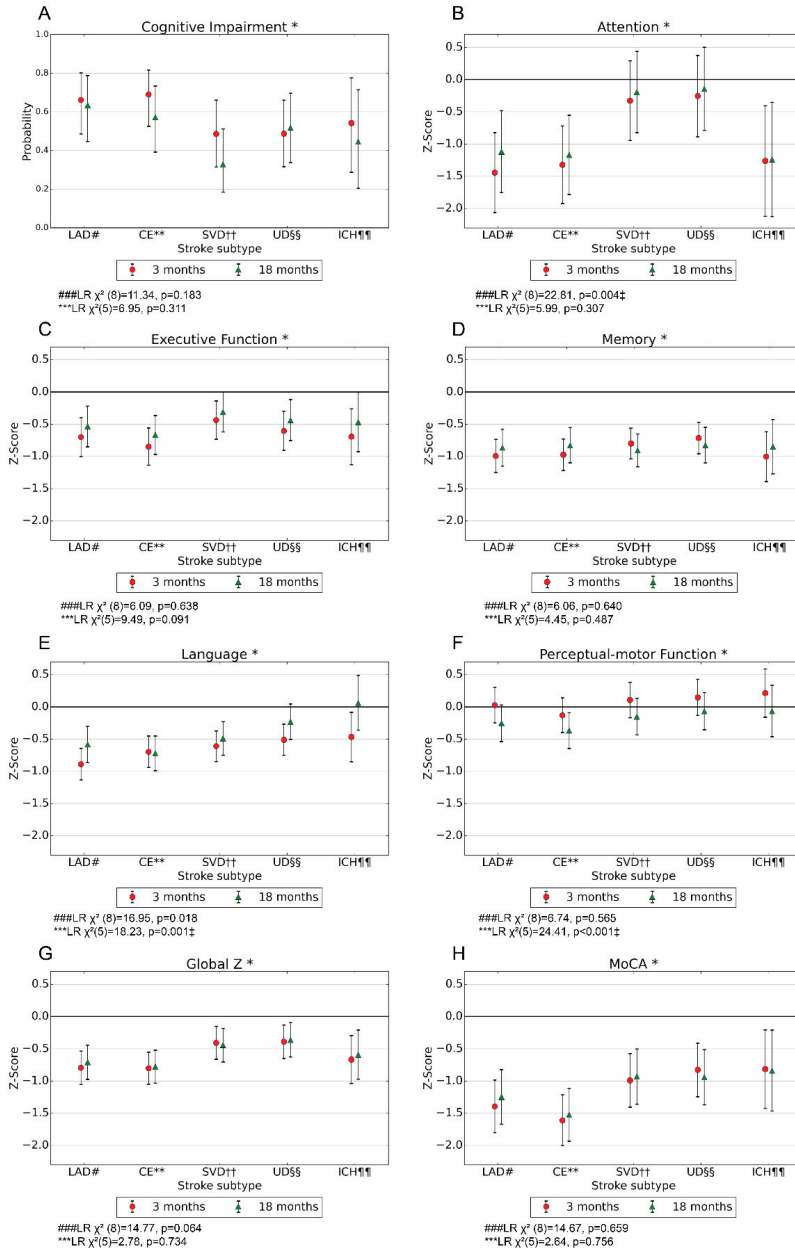 A
Cognitive Impairment *
1.0
0.8
0.6
0.4
0.2
0.0
Probability
LAD# CE** SVD†† UD§§ ICH¶¶
Stroke subtype
3 months 18 months
###LR χ² (8)=11.34, p=0.183
***LR χ²(5)=6.95, p=0.311
B
Attention *
0.5
0.0
−0.5
−1.0
−1.5
−2.0
Z-Score
LAD# CE** SVD†† UD§§ ICH¶¶
Stroke subtype
3 months 18 months
###LR χ² (8)=22.81, p=0.004‡
***LR χ²(5)=5.99, p=0.307
C
Executive Function *
0.5
0.0
−0.5
−1.0
−1.5
−2.0
Z-Score
LAD# CE** SVD†† UD§§ ICH¶¶
Stroke subtype
3 months 18 months
###LR χ² (8)=6.09, p=0.638
***LR χ²(5)=9.49, p=0.091
D
Memory *
0.5
0.0
−0.5
−1.0
−1.5
−2.0
Z-Score
LAD# CE** SVD†† UD§§ ICH¶¶
Stroke subtype
3 months 18 months
###LR χ² (8)=6.06, p=0.640
***LR χ²(5)=4.45, p=0.487
E
Language *
0.5
0.0
−0.5
−1.0
−1.5
−2.0
Z-Score
LAD# CE** SVD†† UD§§ ICH¶¶
Stroke subtype
3 months 18 months
###LR χ² (8)=16.95, p=0.018
***LR χ²(5)=18.23, p=0.001‡
F
Perceptual-motor Function *
0.5
0.0
−0.5
−1.0
−1.5
−2.0
Z-Score
LAD# CE** SVD†† UD§§ ICH¶¶
Stroke subtype
3 months 18 months
###LR χ² (8)=6.74, p=0.565
***LR χ²(5)=24.41, p<0.001‡
G
Global Z *
0.5
0.0
−0.5
−1.0
−1.5
−2.0
Z-Score
LAD# CE** SVD†† UD§§ ICH¶¶
Stroke subtype
3 months 18 months
###LR χ² (8)=14.77, p=0.064
***LR χ²(5)=2.78, p=0.734
H
MoCA *
0.5
0.0
−0.5
−1.0
−1.5
−2.0
Z-Score
LAD# CE** SVD†† UD§§ ICH¶¶
Stroke subtype
3 months 18 months
###LR χ² (8)=14.67, p=0.659
***LR χ²(5)=2.64, p=0.756